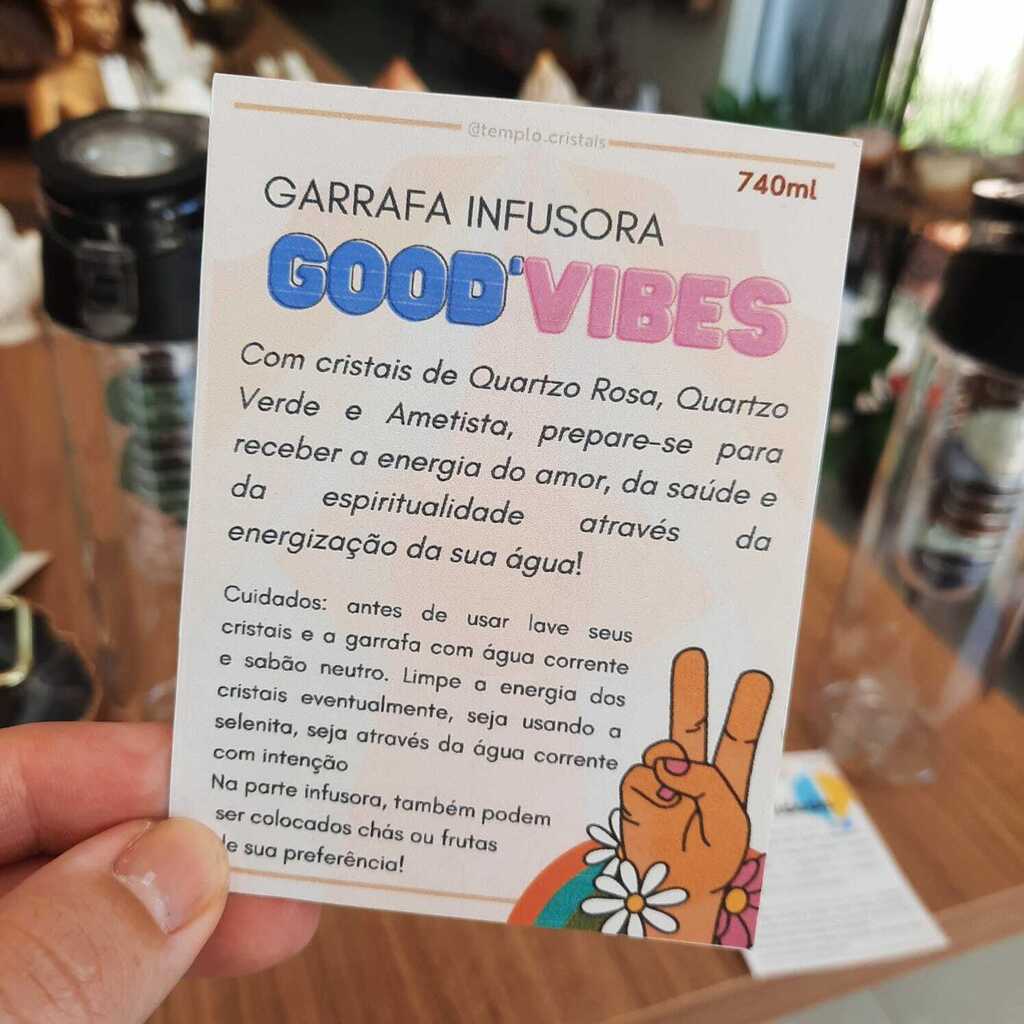 @templo.cristais
740ml
GARRAFA INFUSORA
GOOD'VIBES
Com cristais de Quartzo Rosa, Quartzo
Verde e Ametista, prepare-se para
receber a energia do amor, da saúde e
da espiritualidade através da
energização da sua água!
Cuidados: antes de usar lave seus
cristais e a garrafa com água corrente
e sabão neutro. Limpe a energia dos
cristais eventualmente, seja usando a
selenita, seja através da água corrente
com intenção
Na parte infusora, também podem
ser colocados chás ou frutas
de sua preferência!